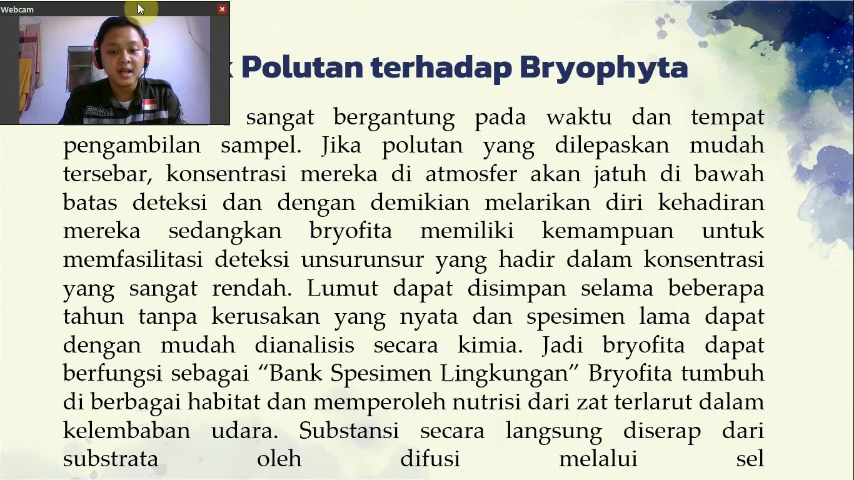 Webcam
Polutan terhadap Bryophyta
sangat bergantung pada waktu dan tempat
pengambilan sampel. Jika polutan yang dilepaskan mudah
tersebar, konsentrasi mereka di atmosfer akan jatuh di bawah
batas deteksi dan dengan demikian melarikan diri kehadiran
mereka sedangkan bryofita memiliki kemampuan untuk
memfasilitasi deteksi unsurunsur yang hadir dalam konsentrasi
yang sangat rendah. Lumut dapat disimpan selama beberapa
tahun tanpa kerusakan yang nyata dan spesimen lama dapat
dengan mudah dianalisis secara kimia. Jadi bryofita dapat
berfungsi sebagai “Bank Spesimen Lingkungan” Bryofita tumbuh
di berbagai habitat dan memperoleh nutrisi dari zat terlarut dalam
kelembaban udara. Substansi secara langsung diserap dari
substrata oleh difusi melalui sel